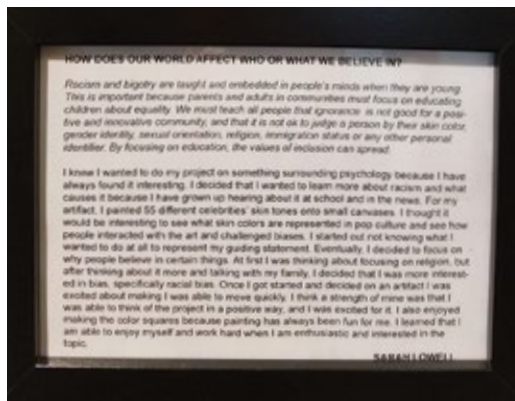 HOW DOES OUR WORLD AFFECT WHO OR WHAT WE BELIEVE IN?
Racism and bigotry are taught and embedded in people's minds when they are young.
This is important because parents and adults in communities must focus on educating
children about equality. We must teach all people that ignorance is not good for a posi-
tive and innovative community, and that it is not ok to judge a person by their skin color,
gender identity, sexual orientation, religion, immigration status or any other personal
identifier. By focusing on education, the values of inclusion can spread.
I knew I wanted to do my project on something surrounding psychology because I have
always found it interesting. I decided that I wanted to learn more about racism and what
causes it because I have grown up hearing about it at school and in the news. For my
artifact, I painted 55 different celebrities' skin tones onto small canvases. I thought it
would be interesting to see what skin colors are represented in pop culture and see how
people interacted with the art and challenged biases. I started out not knowing what I
wanted to do at all to represent my guiding statement. Eventually, I decided to focus on
why people believe in certain things. At first I was thinking about focusing on religion, but
after thinking about it more and talking with my family, I decided that I was more interest-
ed in bias, specifically racial bias. Once I got started and decided on an artifact I was
excited about making I was able to move quickly. I think a strength of mine was that I
was able to think of the project in a positive way, and I was excited for it. I also enjoyed
making the color squares because painting has always been fun for me. I learned that I
am able to enjoy myself and work hard when I am enthusiastic and interested in the
topic.
SARAH LOWELL